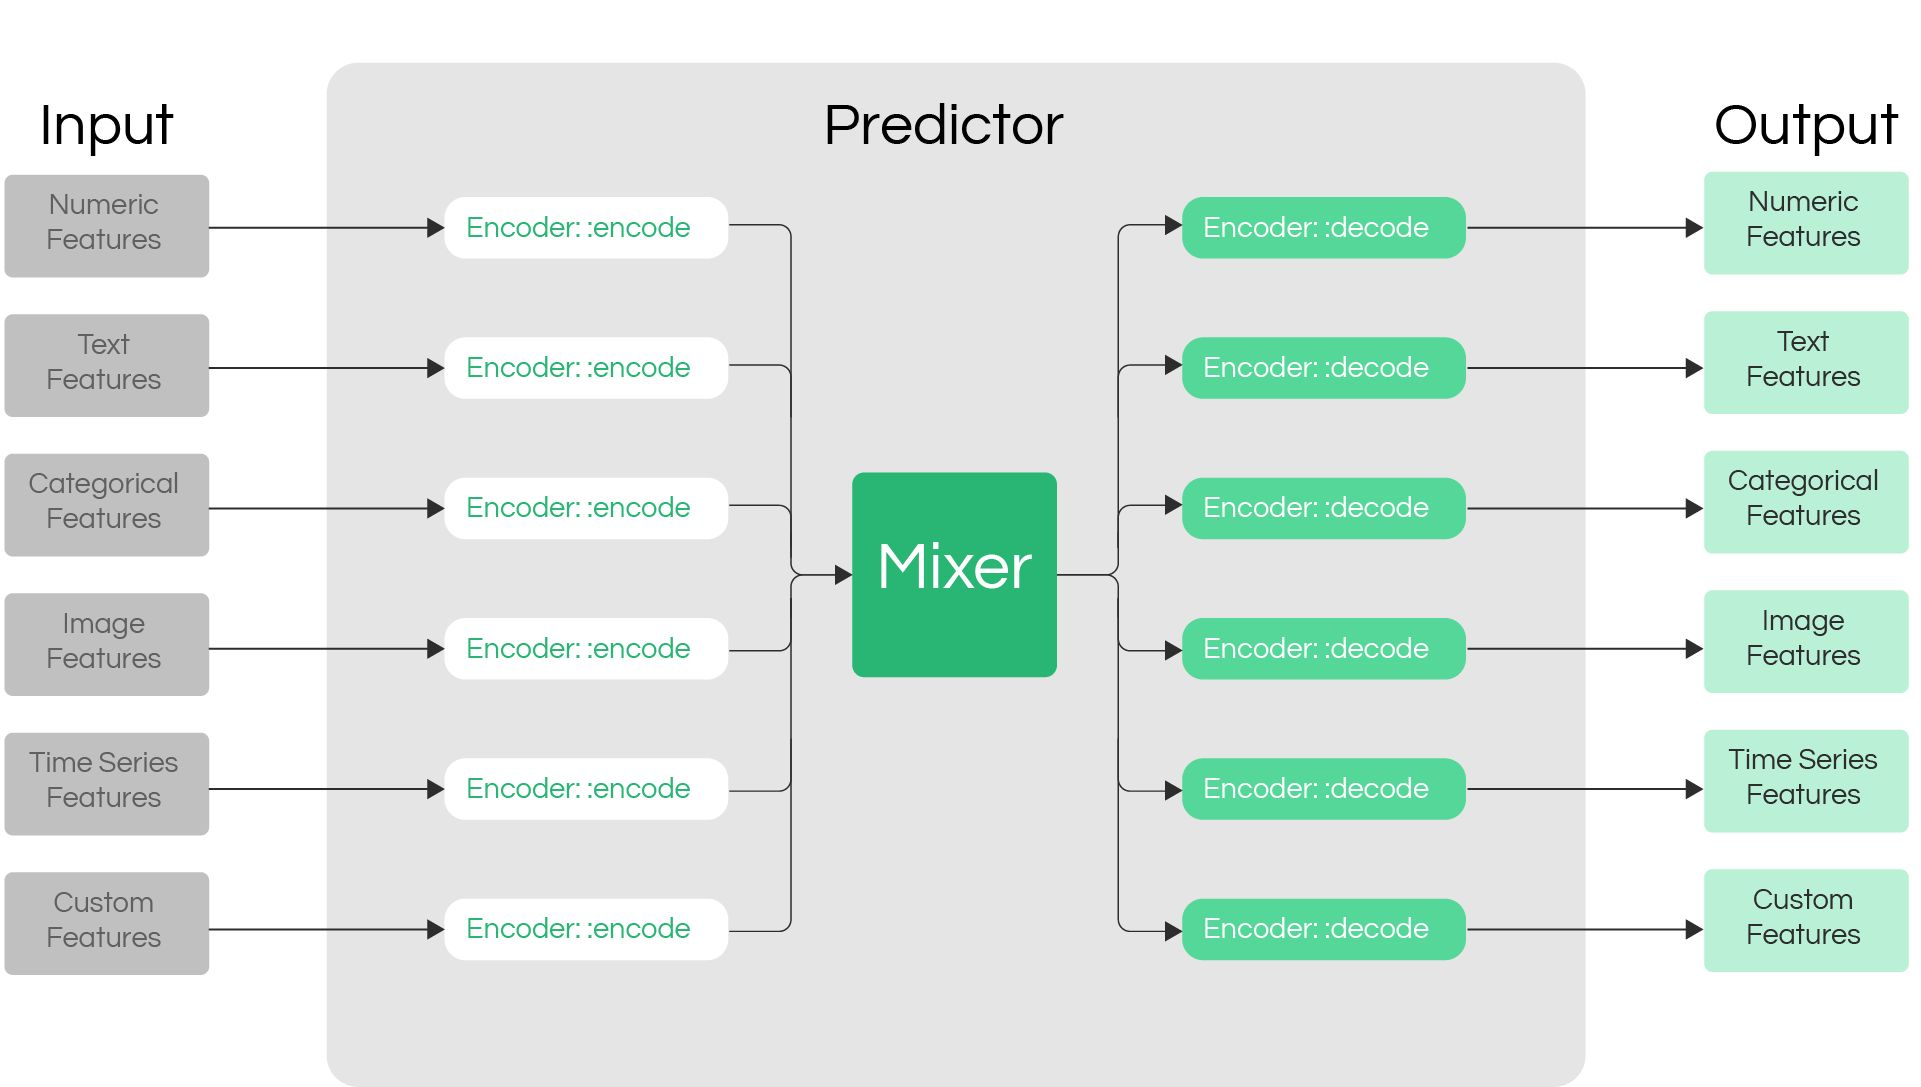 Input
Predictor
Output
Numeric
Features
Encoder: :encode
Encoder: :decode
Numeric
Features
Text
Features
Encoder: :encode
Encoder: :decode
Text
Features
Categorical
Features
Encoder: :encode
Encoder: :decode
Categorical
Features
Mixer
Image
Features
Encoder: :encode
Encoder: :decode
Image
Features
Time Series
Features
Encoder: :encode
Encoder: :decode
Time Series
Features
Custom
Features
Encoder: :encode
Encoder: :decode
Custom
Features